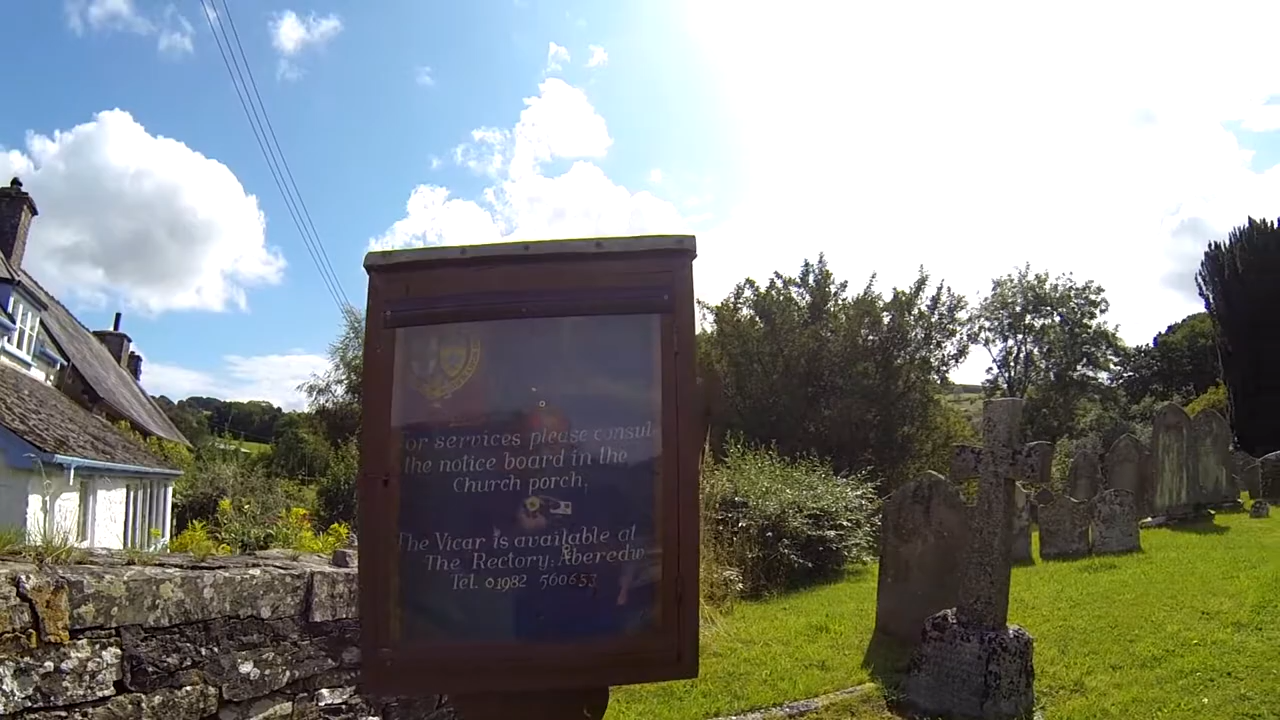 For services please consult
the notice board in the
Church porch,
The Vicar is available at
The Rectory: Aberedw
Tel. 01982 560653